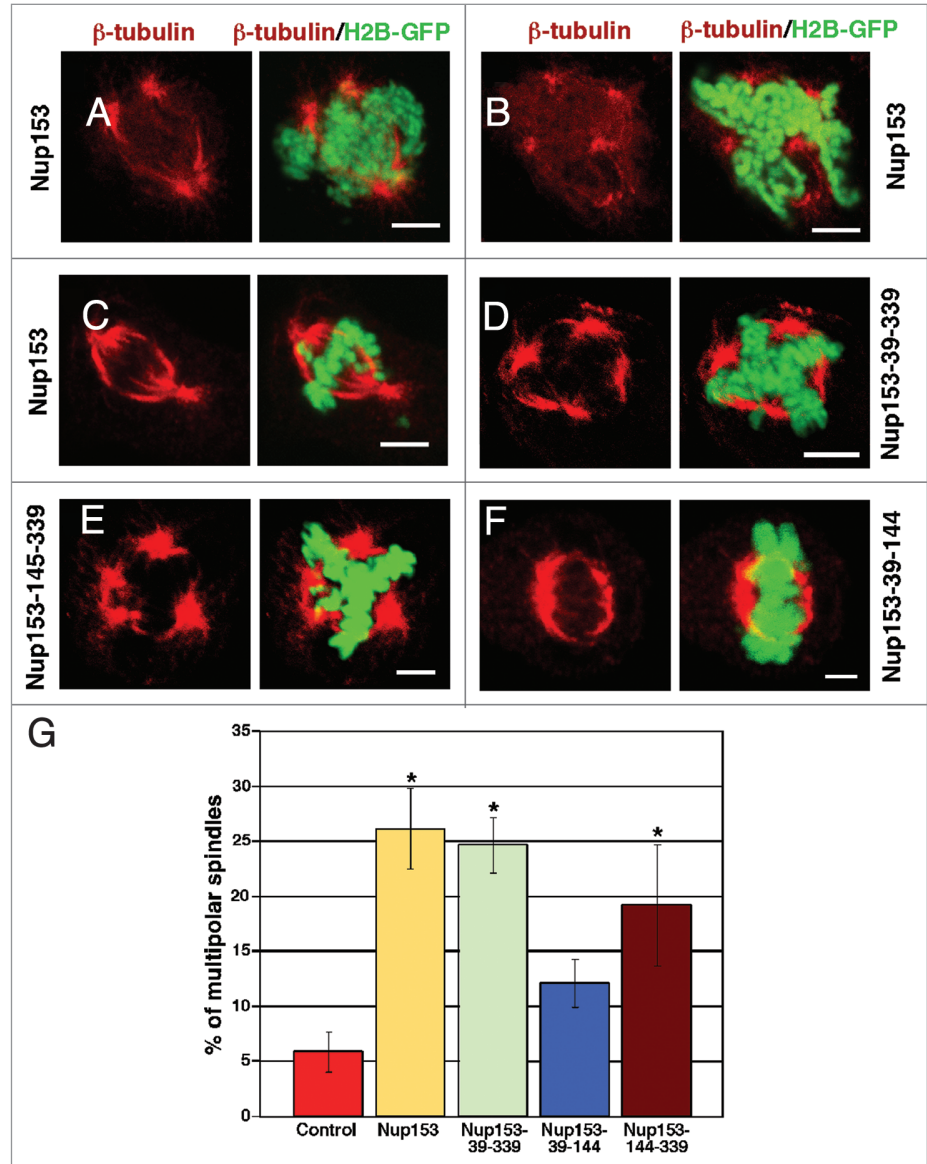 β-tubulin β-tubulin/H2B-GFP β-tubulin β-tubulin/H2B-GFP
Nup153
A
B
Nup153
Nup153
C
D
Nup153-39-339
Nup153-145-339
E
F
Nup153-39-144
G
% of multipolar spindles
35
30
25
20
15
10
5
0
*
*
*
Control
Nup153
Nup153-
39-339
Nup153-
39-144
Nup153-
144-339